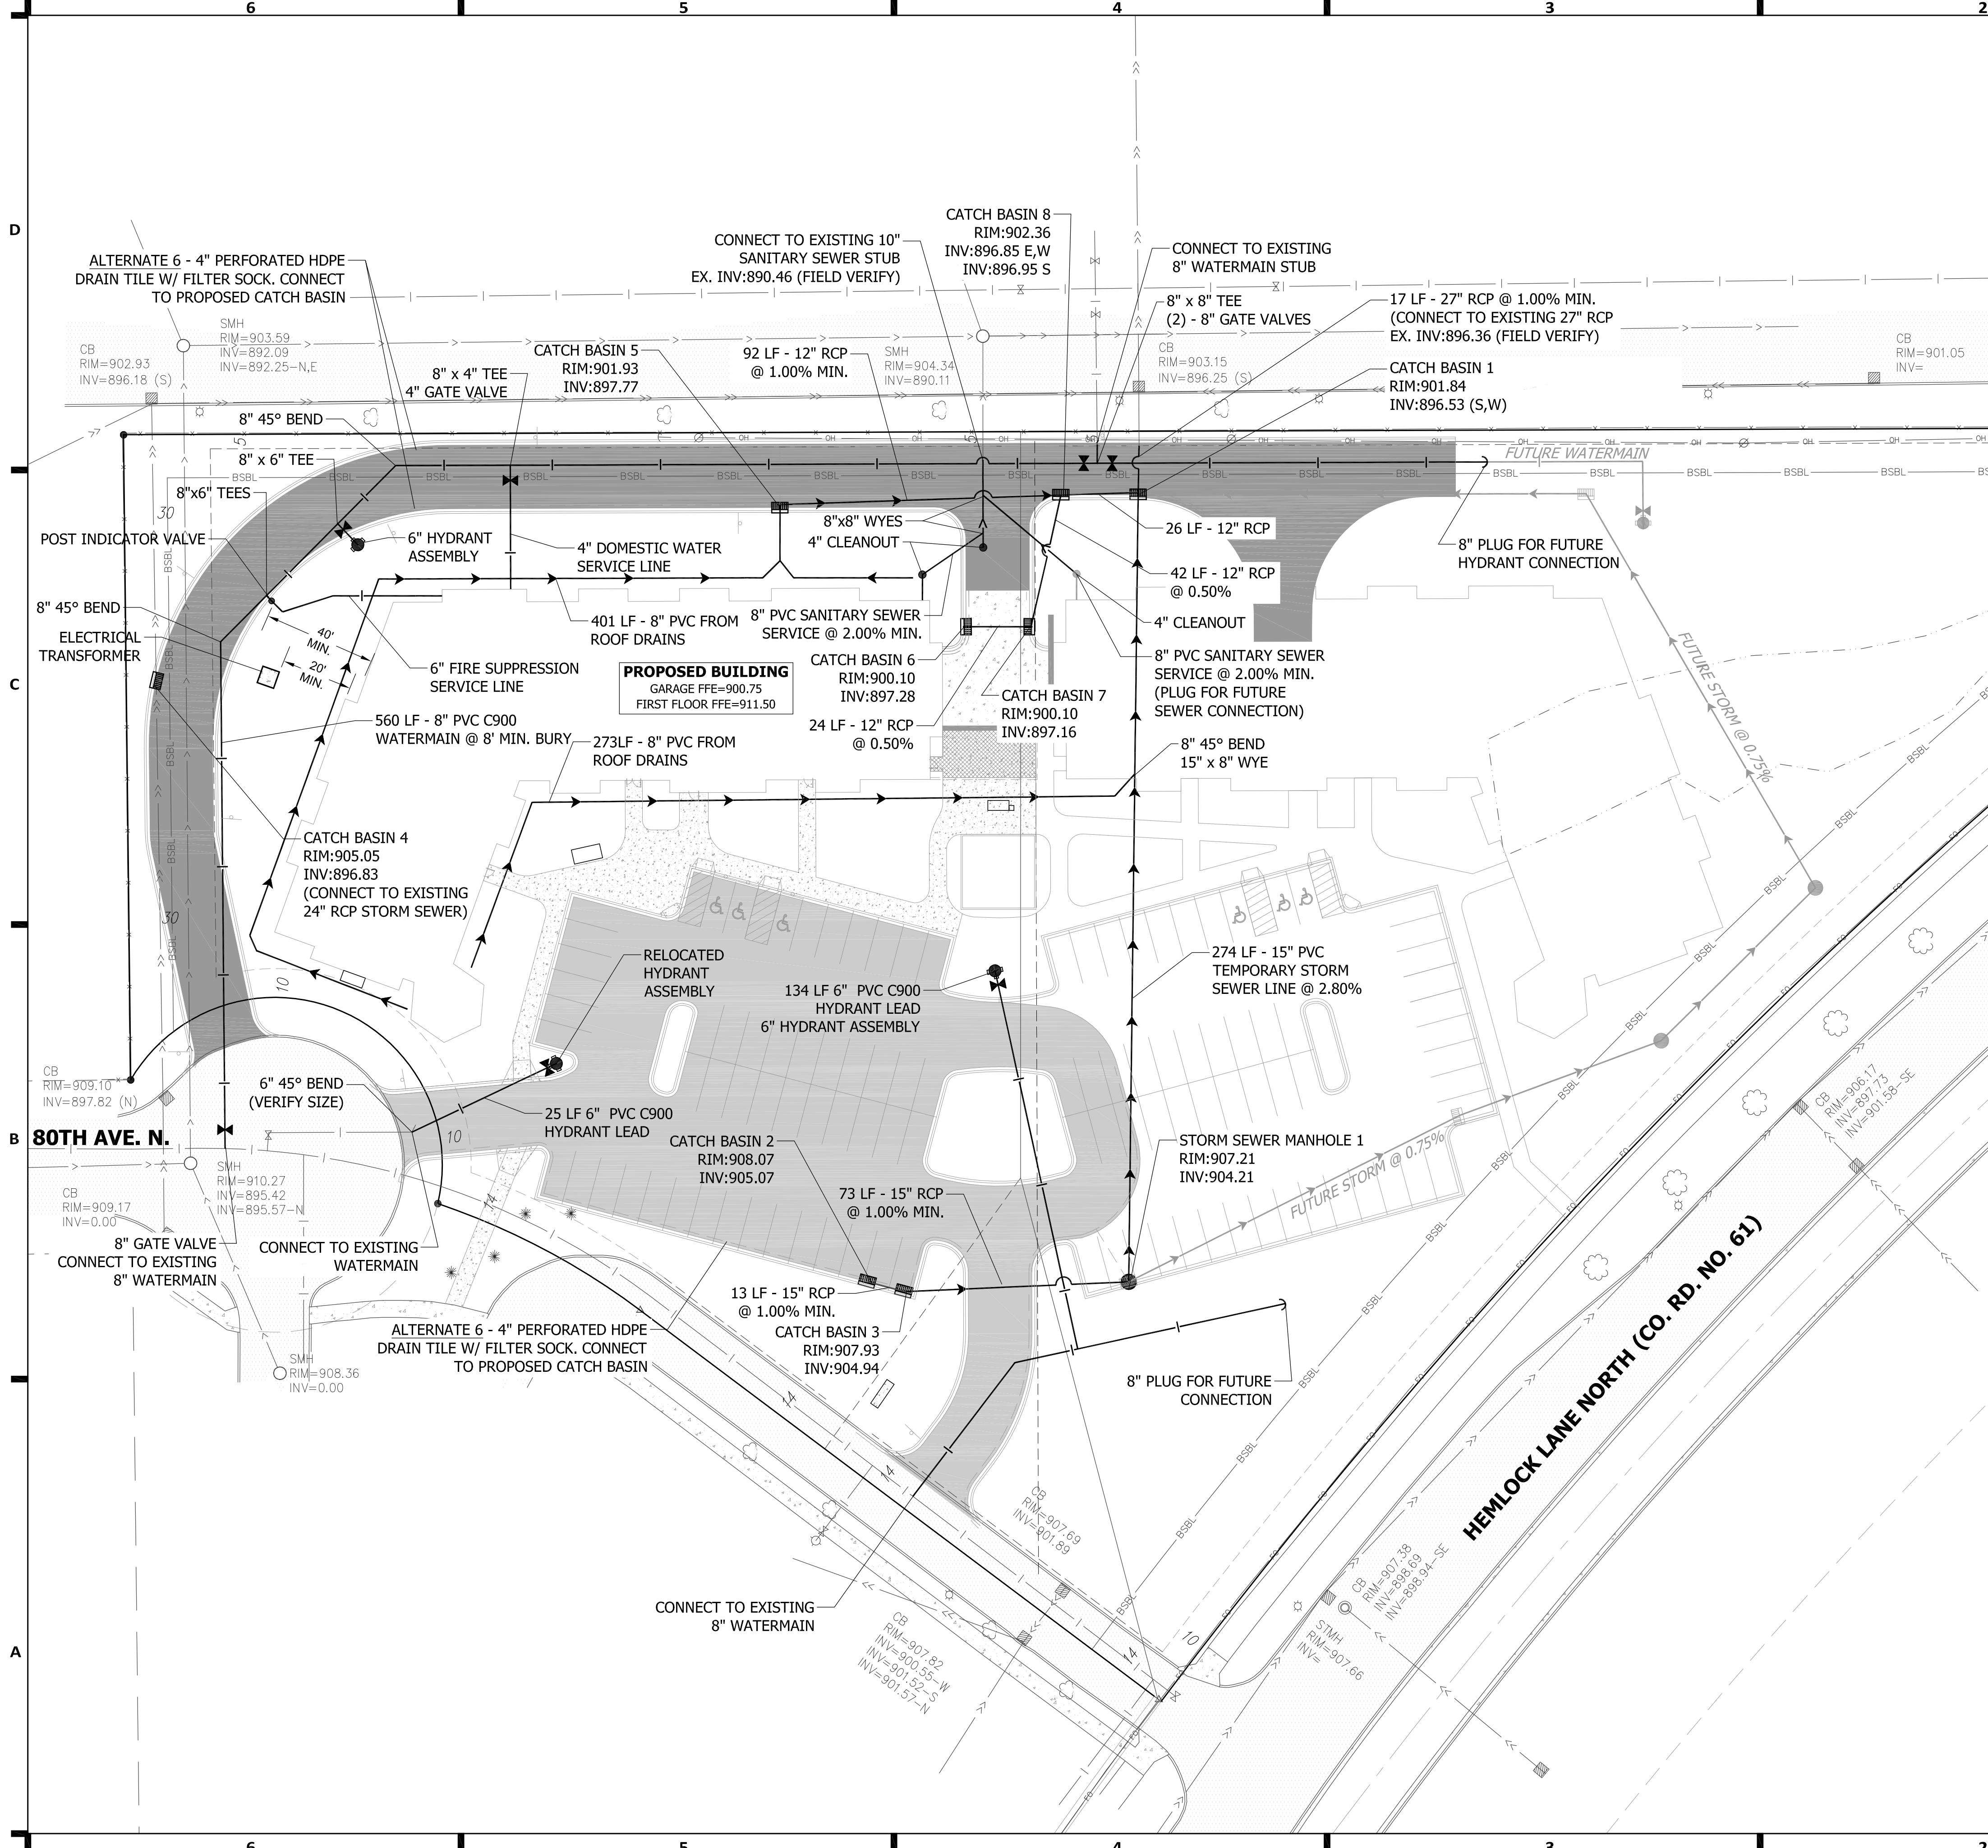 6
5
4
3
2
D
C
B
A
ALTERNATE 6 - 4" PERFORATED HDPE
DRAIN TILE W/ FILTER SOCK. CONNECT
TO PROPOSED CATCH BASIN
CONNECT TO EXISTING 10"
SANITARY SEWER STUB
EX. INV:890.46 (FIELD VERIFY)
CATCH BASIN 8
RIM:902.36
INV:896.85 E,W
INV:896.95 S
CONNECT TO EXISTING
8" WATERMAIN STUB
8" x 8" TEE
(2) - 8" GATE VALVES
17 LF - 27" RCP @ 1.00% MIN.
(CONNECT TO EXISTING 27" RCP
EX. INV:896.36 (FIELD VERIFY)
CATCH BASIN 1
RIM:901.84
INV:896.53 (S,W)
CB
RIM=902.93
INV=896.18 (S)
SMH
RIM=903.59
INV=892.09
INV=892.25-N,E
CATCH BASIN 5
RIM:901.93
INV:897.77
92 LF - 12" RCP
@ 1.00% MIN.
SMH
RIM=904.34
INV=890.11
CB
RIM=903.15
INV=896.25 (S)
CB
RIM=901.05
INV=
8" x 4" TEE
4" GATE VALVE
8" 45° BEND
8" x 6" TEE
8"x6" TEES
POST INDICATOR VALVE
6" HYDRANT
ASSEMBLY
4" DOMESTIC WATER
SERVICE LINE
8"x8" WYES
4" CLEANOUT
26 LF - 12" RCP
FUTURE WATERMAIN
8" PLUG FOR FUTURE
HYDRANT CONNECTION
42 LF - 12" RCP
@ 0.50%
4" CLEANOUT
8" 45° BEND
ELECTRICAL
TRANSFORMER
40'
MIN.
20'
MIN.
401 LF - 8" PVC FROM
ROOF DRAINS
8" PVC SANITARY SEWER
SERVICE @ 2.00% MIN.
6" FIRE SUPPRESSION
SERVICE LINE
PROPOSED BUILDING
GARAGE FFE=900.75
FIRST FLOOR FFE=911.50
CATCH BASIN 6
RIM:900.10
INV:897.28
24 LF - 12" RCP
@ 0.50%
CATCH BASIN 7
RIM:900.10
INV:897.16
8" PVC SANITARY SEWER
SERVICE @ 2.00% MIN.
(PLUG FOR FUTURE
SEWER CONNECTION)
FUTURE STORM @ 0.75%
560 LF - 8" PVC C900
WATERMAIN @ 8' MIN. BURY
273LF - 8" PVC FROM
ROOF DRAINS
8" 45° BEND
15" x 8" WYE
CATCH BASIN 4
RIM:905.05
INV:896.83
(CONNECT TO EXISTING
24" RCP STORM SEWER)
30
30
10
RELOCATED
HYDRANT
ASSEMBLY
134 LF 6" PVC C900
HYDRANT LEAD
6" HYDRANT ASSEMBLY
274 LF - 15" PVC
TEMPORARY STORM
SEWER LINE @ 2.80%
CB
RIM=909.10
INV=897.82 (N)
6" 45° BEND
(VERIFY SIZE)
25 LF 6" PVC C900
HYDRANT LEAD
80TH AVE. N.
10
CATCH BASIN 2
RIM:908.07
INV:905.07
STORM SEWER MANHOLE 1
RIM:907.21
INV:904.21
CB
RIM=906.17
INV=897.73
INV=901.58-SE
SMH
RIM=910.27
INV=895.42
INV=895.57-N
CB
RIM=909.17
INV=0.00
73 LF - 15" RCP
@ 1.00% MIN.
FUTURE STORM @ 0.75%
8" GATE VALVE
CONNECT TO EXISTING
8" WATERMAIN
CONNECT TO EXISTING
WATERMAIN
14
13 LF - 15" RCP
@ 1.00% MIN.
CATCH BASIN 3
RIM:907.93
INV:904.94
ALTERNATE 6 - 4" PERFORATED HDPE
DRAIN TILE W/ FILTER SOCK. CONNECT
TO PROPOSED CATCH BASIN
SMH
RIM=908.36
INV=0.00
8" PLUG FOR FUTURE
CONNECTION
HEMLOCK LANE NORTH (CO. RD. NO. 61)
14
14
CB
RIM=907.69
INV=901.89
CONNECT TO EXISTING
8" WATERMAIN
CB
RIM=907.82
INV=900.55-W
INV=901.52-S
INV=901.57-N
CB
RIM=907.38
INV=898.69
INV=898.94-SE
STMH
RIM=907.66
INV=
10
14
BSBL
OH
FO
6
5
4
3
2